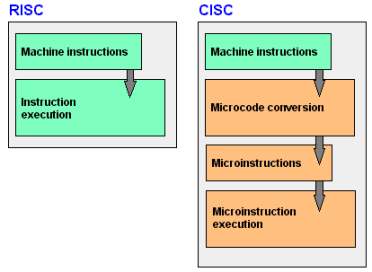 RISC
Machine instructions
Instruction
execution
CISC
Machine instructions
Microcode conversion
Microinstructions
Microinstruction
execution